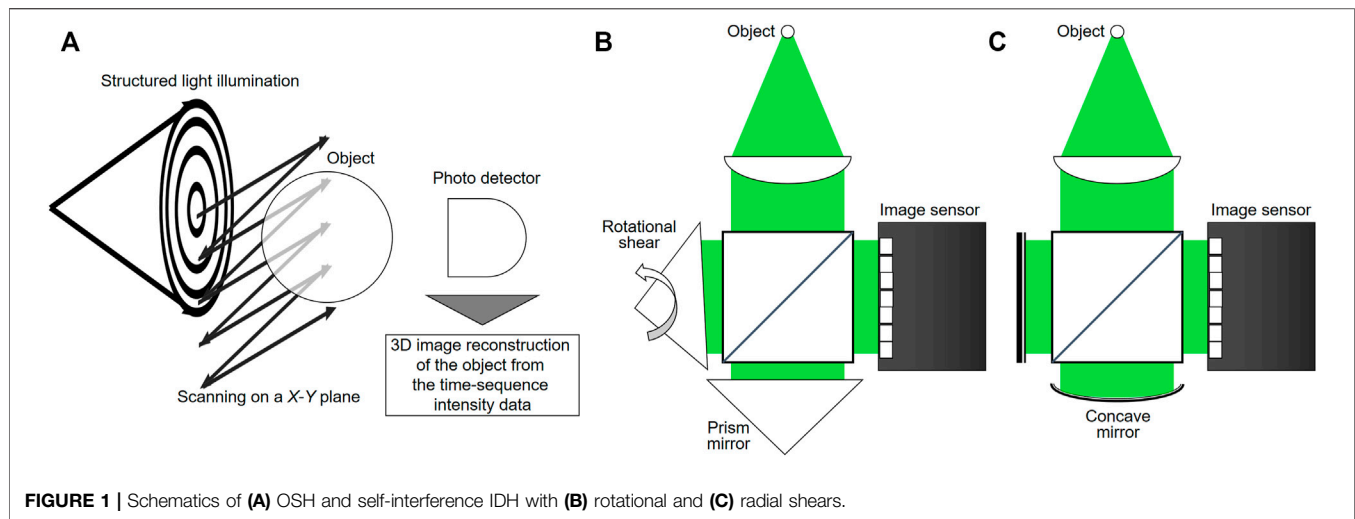 A
Structured light illumination
Object
Photo detector
3D image reconstruction
of the object from
the time-sequence
intensity data
Scanning on a X-Y plane
B
Object
Rotational
shear
Image sensor
Prism
mirror
C
Object
Image sensor
Concave
mirror
FIGURE 1 | Schematics of (A) OSH and self-interference IDH with (B) rotational and (C) radial shears.